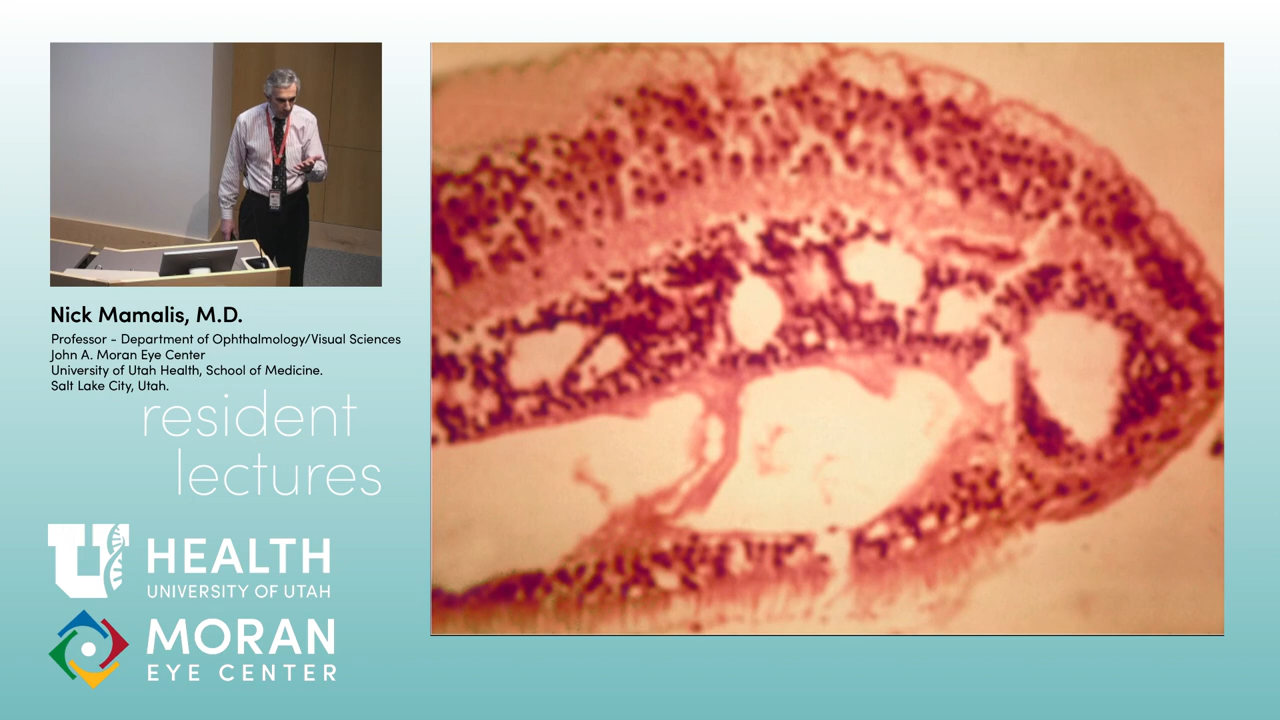 Nick Mamalis, M.D.
Professor - Department of Ophthalmology/Visual Sciences
John A. Moran Eye Center
University of Utah Health, School of Medicine.
Salt Lake City, Utah.
resident
lectures
U HEALTH
UNIVERSITY OF UTAH
MORAN
EYE CENTER